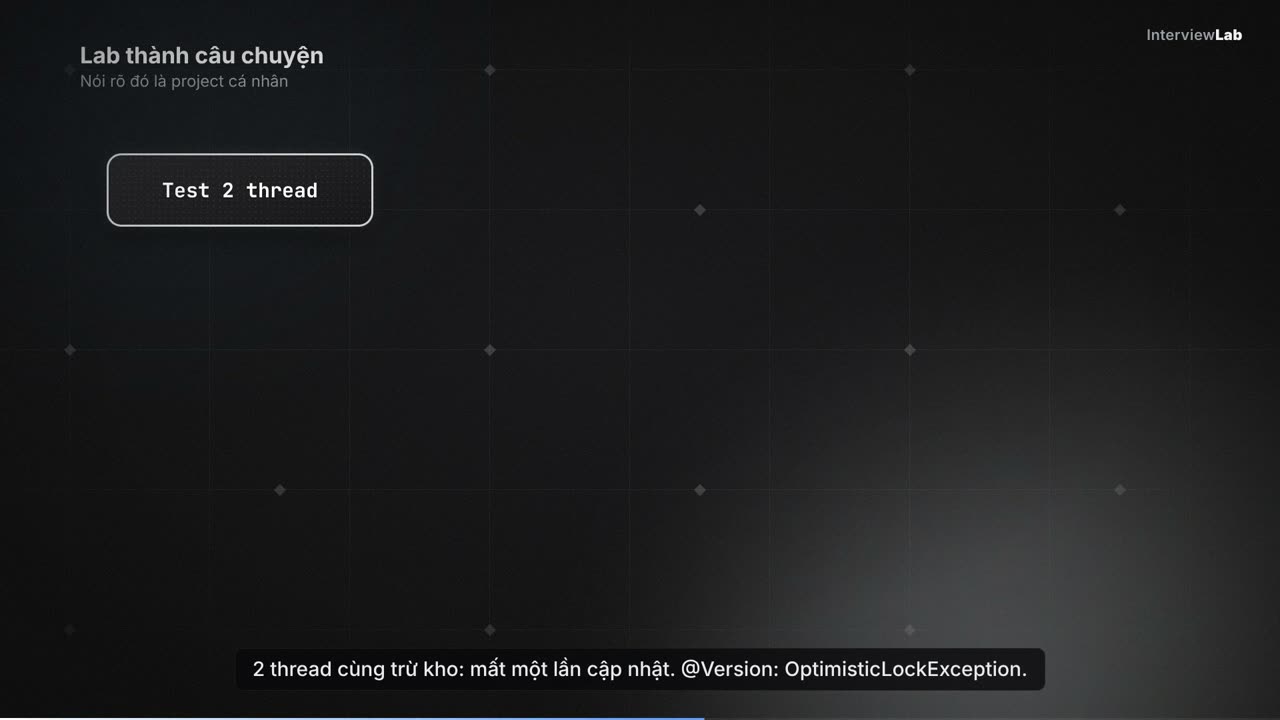 Lab thành câu chuyện
InterviewLab
Nói rõ đó là project cá nhân
Test 2 thread
2 thread cùng trừ kho: mất một lần cập nhật. @Version: OptimisticLockException.